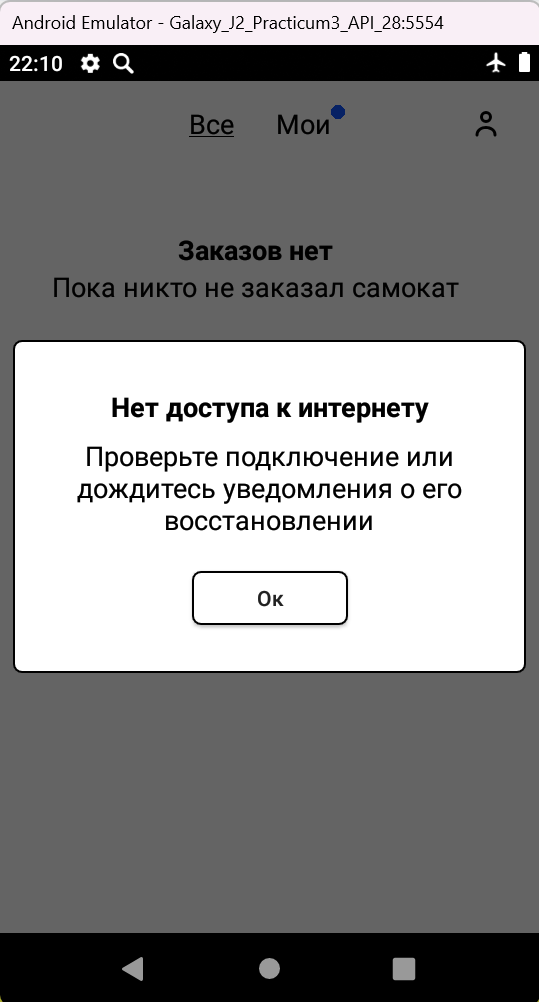 Android Emulator - Galaxy_J2_Practicum3_API_28:5554
22:10
Все Мои
Заказов нет
Пока никто не заказал самокат
Нет доступа к интернету
Проверьте подключение или
дождитесь уведомления о его
восстановлении
Ок